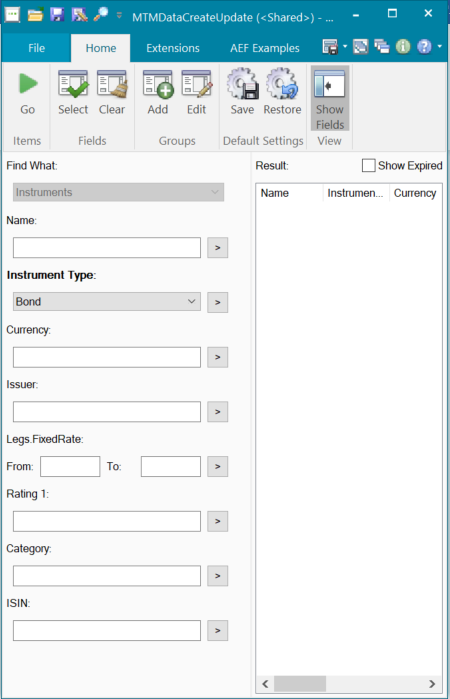 MTMDataCreateUpdate (<Shared>) - ...
File Home Extensions AEF Examples
Go Select Clear Add Edit Save Restore Show Fields
Items Fields Groups Default Settings View
Find What:
Instruments
Name:
>
Instrument Type:
Bond >
Currency:
>
Issuer:
>
Legs.FixedRate:
From: To: >
Rating 1:
>
Category:
>
ISIN:
>
Result: Show Expired
Name Instrumen... Currency